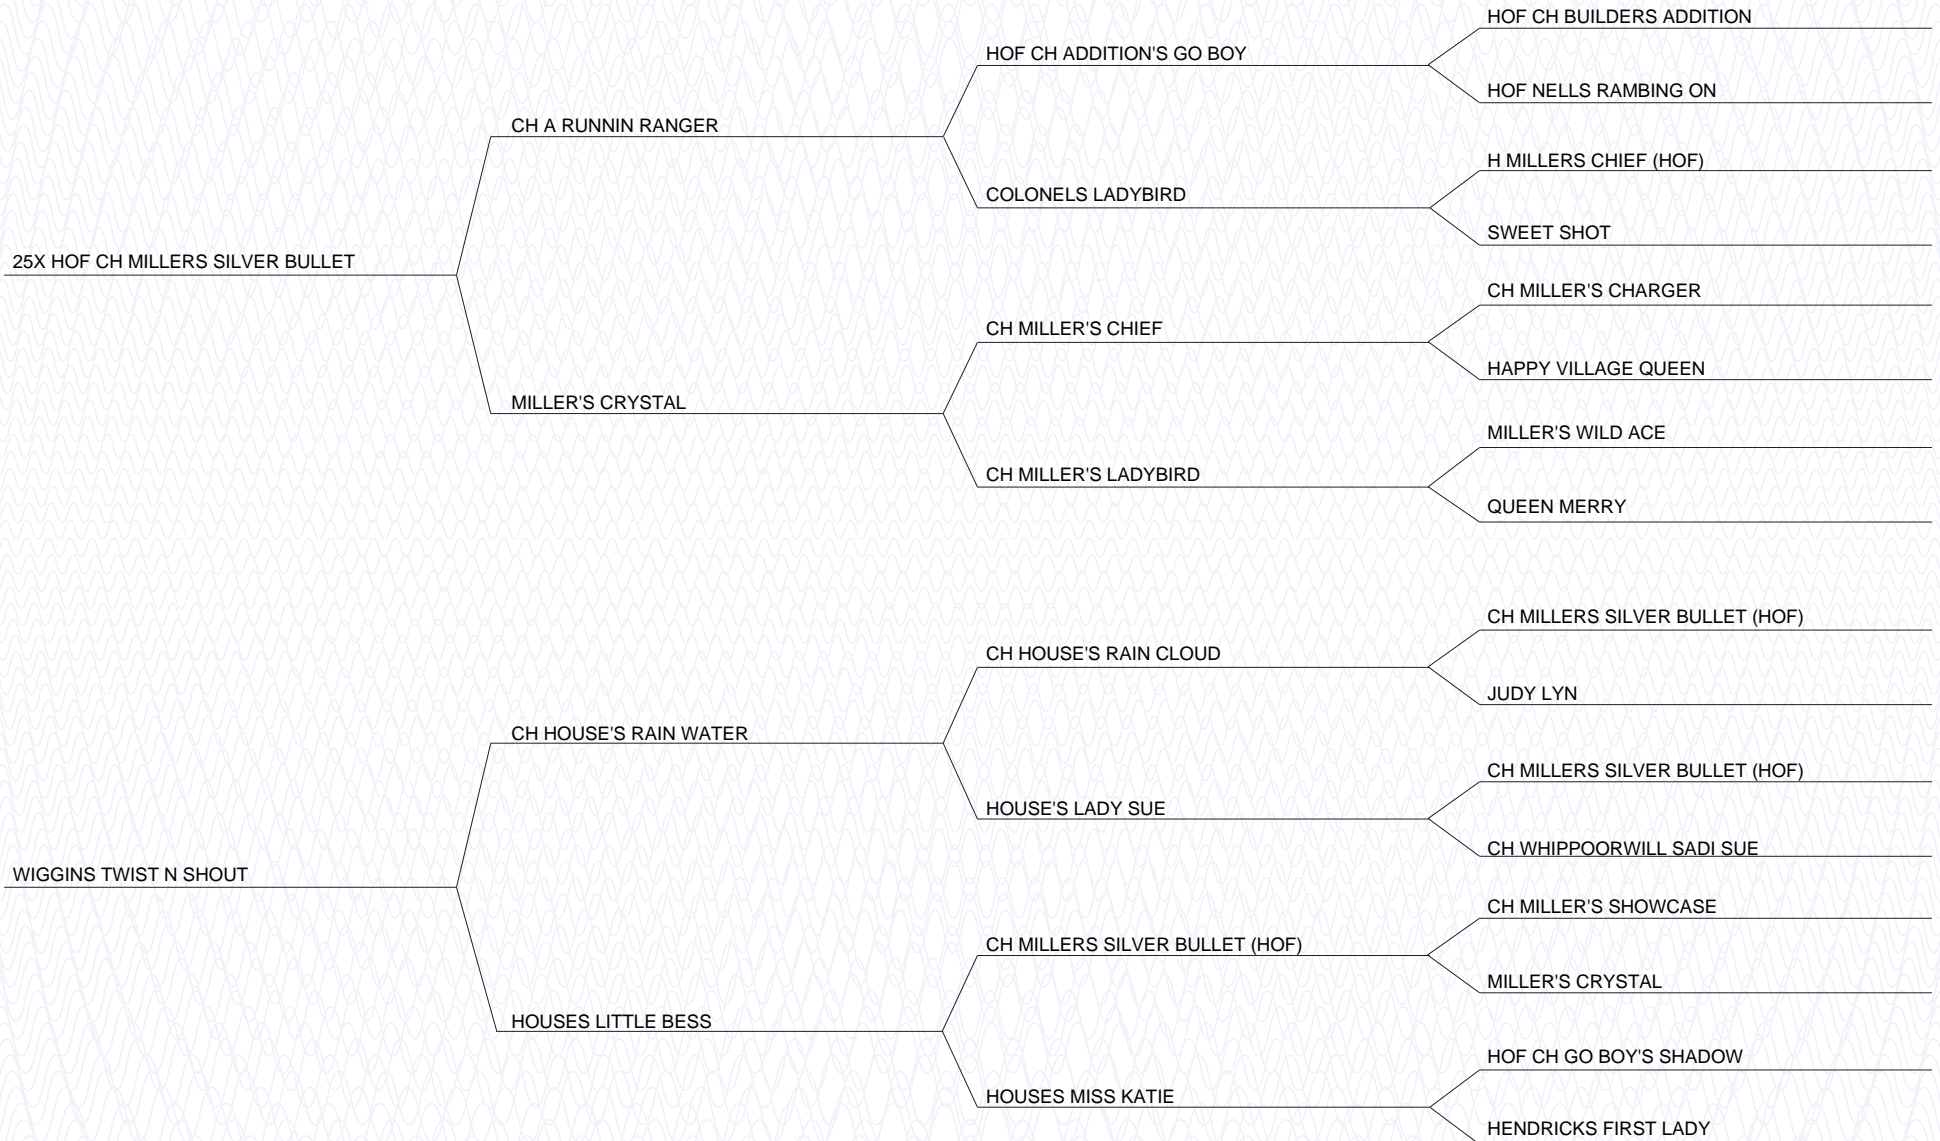 HOF CH BUILDERS ADDITION
HOF CH ADDITION'S GO BOY
HOF NELLS RAMBING ON
CH A RUNNIN RANGER
H MILLERS CHIEF (HOF)
COLONELS LADYBIRD
SWEET SHOT
25X HOF CH MILLERS SILVER BULLET
CH MILLER'S CHARGER
CH MILLER'S CHIEF
HAPPY VILLAGE QUEEN
MILLER'S CRYSTAL
MILLER'S WILD ACE
CH MILLER'S LADYBIRD
QUEEN MERRY
CH MILLERS SILVER BULLET (HOF)
CH HOUSE'S RAIN CLOUD
JUDY LYN
CH HOUSE'S RAIN WATER
CH MILLERS SILVER BULLET (HOF)
HOUSE'S LADY SUE
CH WHIPPOORWILL SADI SUE
WIGGINS TWIST N SHOUT
CH MILLER'S SHOWCASE
CH MILLERS SILVER BULLET (HOF)
MILLER'S CRYSTAL
HOUSES LITTLE BESS
HOF CH GO BOY'S SHADOW
HOUSES MISS KATIE
HENDRICKS FIRST LADY